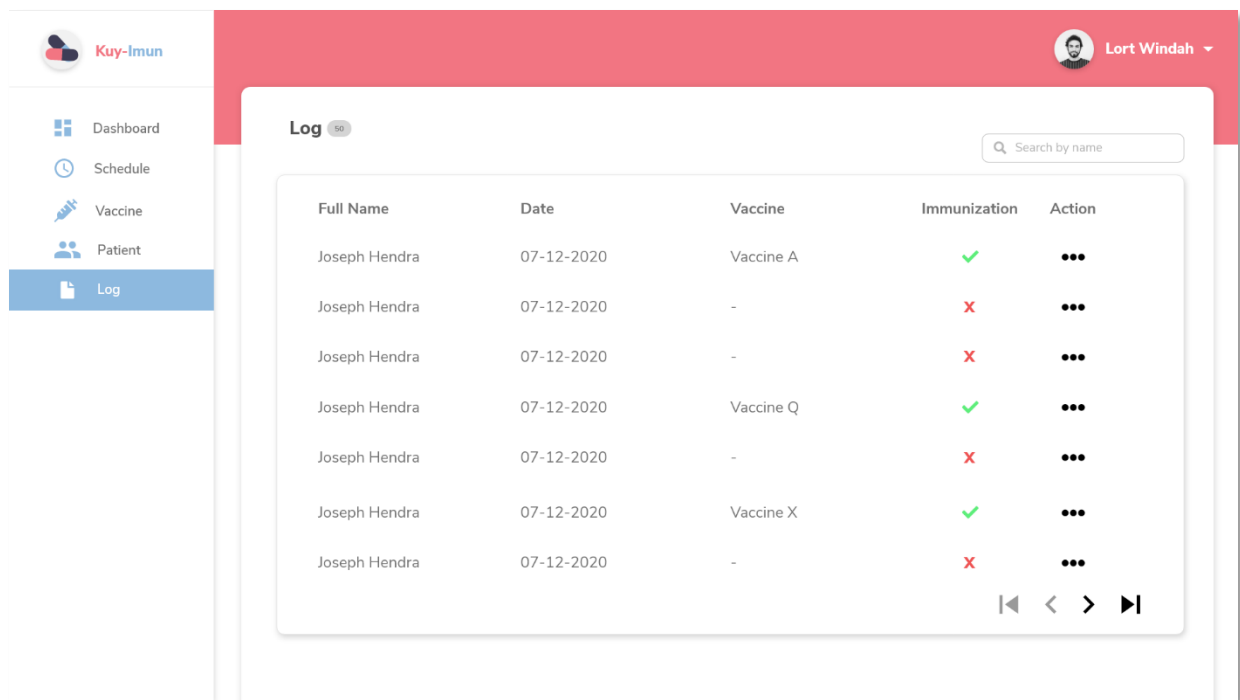 Kuy-Imun
Lort Windah
Dashboard
Schedule
Vaccine
Patient
Log
Log 50
Search by name
Full Name Date Vaccine Immunization Action
Joseph Hendra 07-12-2020 Vaccine A
Joseph Hendra 07-12-2020 -
Joseph Hendra 07-12-2020 -
Joseph Hendra 07-12-2020 Vaccine Q
Joseph Hendra 07-12-2020 -
Joseph Hendra 07-12-2020 Vaccine X
Joseph Hendra 07-12-2020 -